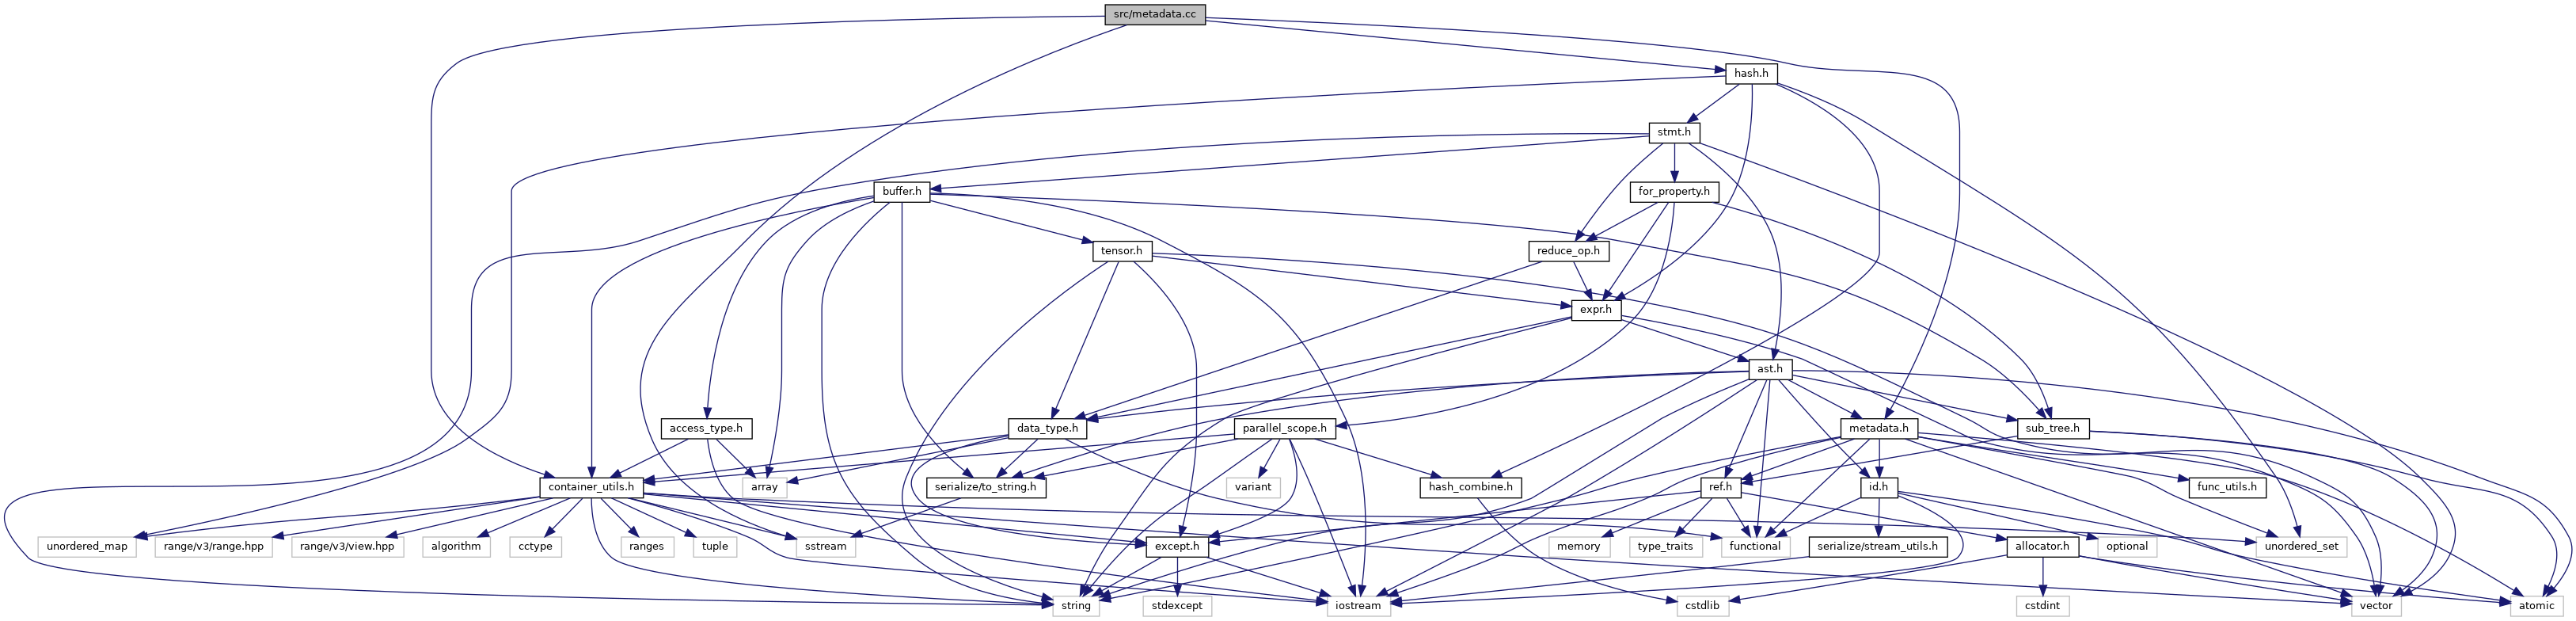 src/metadata.cc
hash.h
stmt.h
buffer.h
for_property.h
tensor.h
reduce_op.h
expr.h
ast.h
access_type.h
data_type.h
parallel_scope.h
metadata.h
sub_tree.h
container_utils.h
array
serialize/to_string.h
variant
hash_combine.h
ref.h
id.h
func_utils.h
unordered_map
range/v3/range.hpp
range/v3/view.hpp
algorithm
cctype
ranges
tuple
sstream
except.h
memory
type_traits
functional
serialize/stream_utils.h
allocator.h
optional
unordered_set
string
stdexcept
iostream
cstdlib
cstdint
vector
atomic